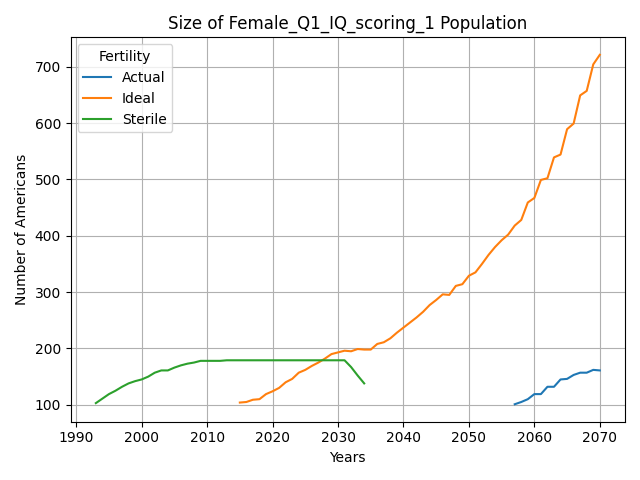 Size of Female_Q1_IQ_scoring_1 Population
Fertility
Actual
Ideal
Sterile
Number of Americans
700
600
500
400
300
200
100
1990 2000 2010 2020 2030 2040 2050 2060 2070
Years